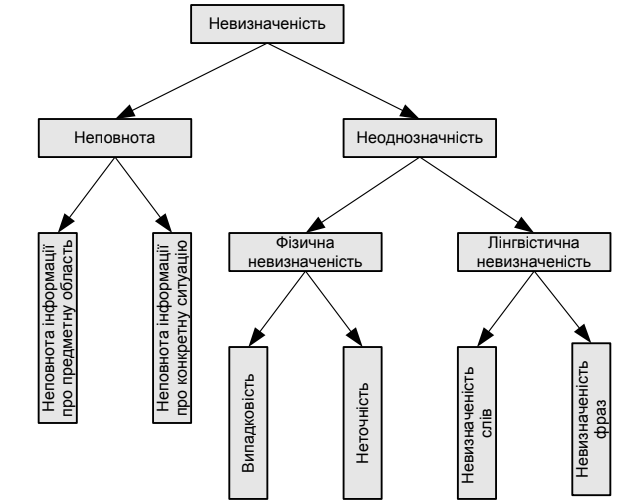 Невизначеність
Неповнота
Неоднозначність
Неповнота інформації
про предметну область
Неповнота інформації
про конкретну ситуацію
Фізична
невизначеність
Лінгвістична
невизначеність
Випадковість
Неточність
Невизначеність
слів
Невизначеність
фраз